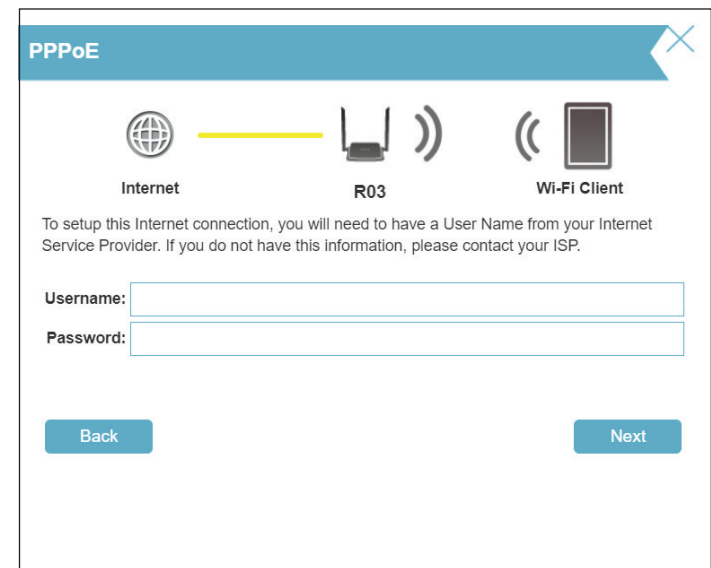 PPPoE
Internet
R03
Wi-Fi Client
To setup this Internet connection, you will need to have a User Name from your Internet
Service Provider. If you do not have this information, please contact your ISP.
Username:
Password:
Back
Next